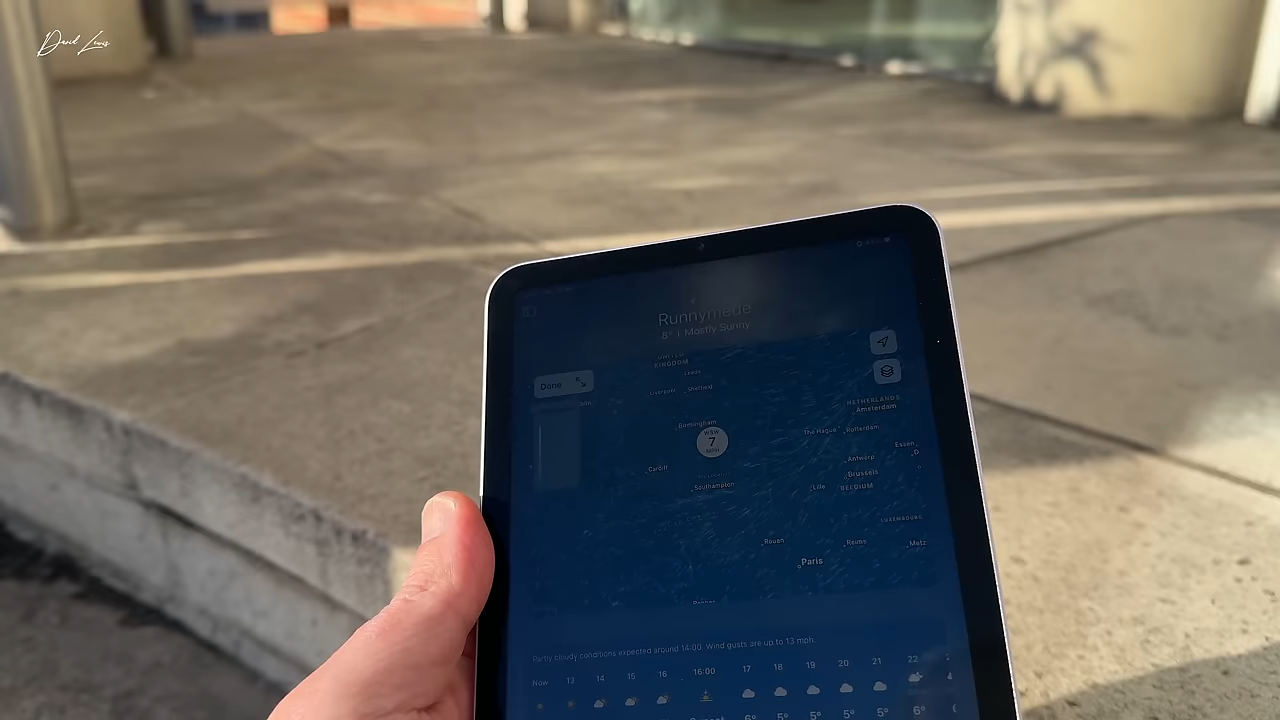 David Lewis
Runnymede
8° | Mostly Sunny
UNITED
KINGDOM
Leeds
Done
Liverpool Sheffield
NETHERLANDS
Amsterdam
Birmingham
WSW
7
MPH
The Hague Rotterdam
Essen
D
Antwerp
Cardiff
Brussels
Southampton
Lille BELGIUM
LUXEMBOURG
Rouen Reims Metz
Paris
Rennes
Partly cloudy conditions expected around 14:00. Wind gusts are up to 13 mph.
Now 13 14 15 16 16:00 17 18 19 20 21 22
Sunset 6° 5° 5° 5° 5° 6°